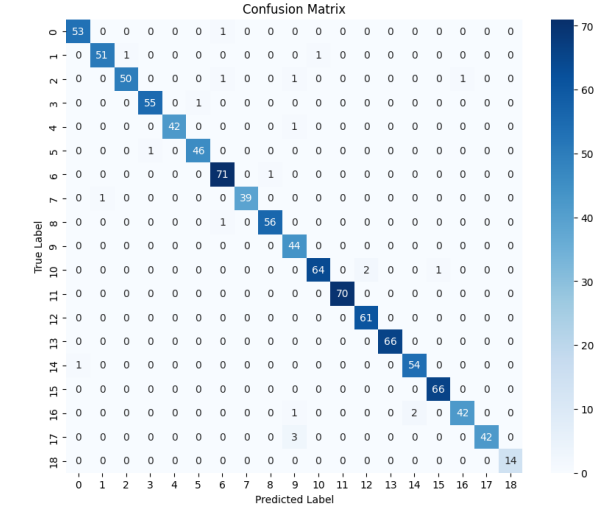 Confusion Matrix
0 53 0 0 0 0 0 1 0 0 0 0 0 0 0 0 0 0 0 0
1 0 51 1 0 0 0 0 0 0 0 1 0 0 0 0 0 0 0 0
2 0 0 50 0 0 0 1 0 0 1 0 0 0 0 0 0 1 0 0
3 0 0 0 55 0 1 0 0 0 0 0 0 0 0 0 0 0 0 0
4 0 0 0 0 42 0 0 0 0 1 0 0 0 0 0 0 0 0 0
5 0 0 0 1 0 46 0 0 0 0 0 0 0 0 0 0 0 0 0
6 0 0 0 0 0 0 71 0 1 0 0 0 0 0 0 0 0 0 0
7 0 1 0 0 0 0 0 39 0 0 0 0 0 0 0 0 0 0 0
8 0 0 0 0 0 0 1 0 56 0 0 0 0 0 0 0 0 0 0
9 0 0 0 0 0 0 0 0 0 44 0 0 0 0 0 0 0 0 0
10 0 0 0 0 0 0 0 0 0 0 64 0 2 0 0 1 0 0 0
11 0 0 0 0 0 0 0 0 0 0 0 70 0 0 0 0 0 0 0
12 0 0 0 0 0 0 0 0 0 0 0 0 61 0 0 0 0 0 0
13 0 0 0 0 0 0 0 0 0 0 0 0 0 66 0 0 0 0 0
14 1 0 0 0 0 0 0 0 0 0 0 0 0 0 54 0 0 0 0
15 0 0 0 0 0 0 0 0 0 0 0 0 0 0 0 66 0 0 0
16 0 0 0 0 0 0 0 0 0 1 0 0 0 0 2 0 42 0 0
17 0 0 0 0 0 0 0 0 0 3 0 0 0 0 0 0 0 42 0
18 0 0 0 0 0 0 0 0 0 0 0 0 0 0 0 0 0 0 14
0 1 2 3 4 5 6 7 8 9 10 11 12 13 14 15 16 17 18
True Label
Predicted Label
70
60
50
40
30
20
10
0